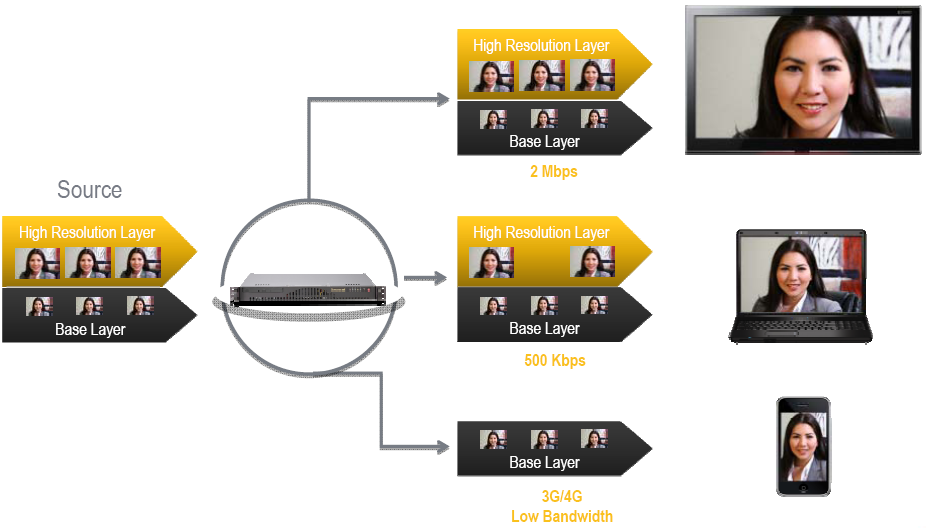 High Resolution Layer
Base Layer
2 Mbps
Source
High Resolution Layer
Base Layer
High Resolution Layer
Base Layer
500 Kbps
Base Layer
3G/4G
Low Bandwidth